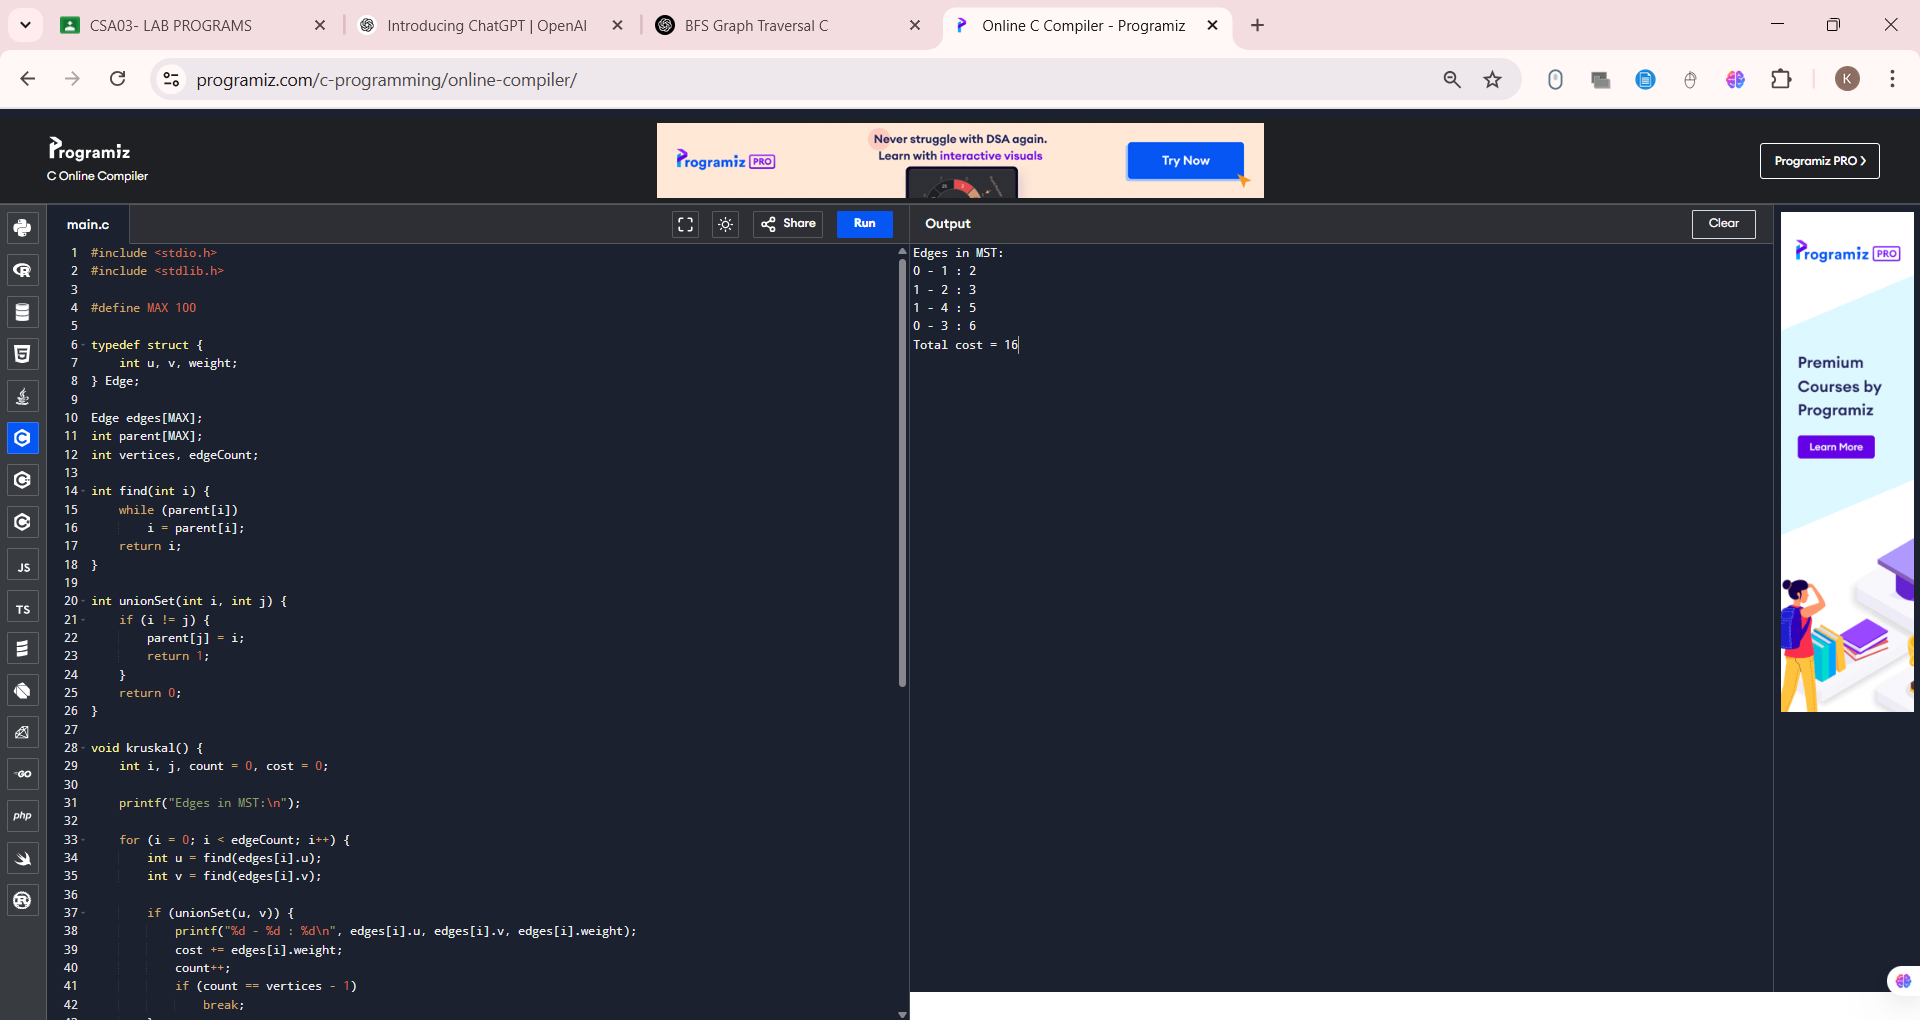 CSA03- LAB PROGRAMS
Introducing ChatGPT | OpenAI
BFS Graph Traversal C
Online C Compiler - Programiz
programiz.com/c-programming/online-compiler/
K
Programiz
C Online Compiler
Programiz PRO
Never struggle with DSA again.
Learn with interactive visuals
Try Now
Programiz PRO >
main.c
Share
Run
Output
Clear
1 #include <stdio.h>
2 #include <stdlib.h>
3
4 #define MAX 100
5
6 typedef struct {
7     int u, v, weight;
8 } Edge;
9
10 Edge edges[MAX];
11 int parent[MAX];
12 int vertices, edgeCount;
13
14 int find(int i) {
15     while (parent[i])
16         i = parent[i];
17     return i;
18 }
19
20 int unionSet(int i, int j) {
21     if (i != j) {
22         parent[j] = i;
23         return 1;
24     }
25     return 0;
26 }
27
28 void kruskal() {
29     int i, j, count = 0, cost = 0;
30
31     printf("Edges in MST:\n");
32
33     for (i = 0; i < edgeCount; i++) {
34         int u = find(edges[i].u);
35         int v = find(edges[i].v);
36
37         if (unionSet(u, v)) {
38             printf("%d - %d : %d\n", edges[i].u, edges[i].v, edges[i].weight);
39             cost += edges[i].weight;
40             count++;
41             if (count == vertices - 1)
42                 break;
Edges in MST:
0 - 1 : 2
1 - 2 : 3
1 - 4 : 5
0 - 3 : 6
Total cost = 16
JS
TS
GO
php
Programiz PRO
Premium
Courses by
Programiz
Learn More